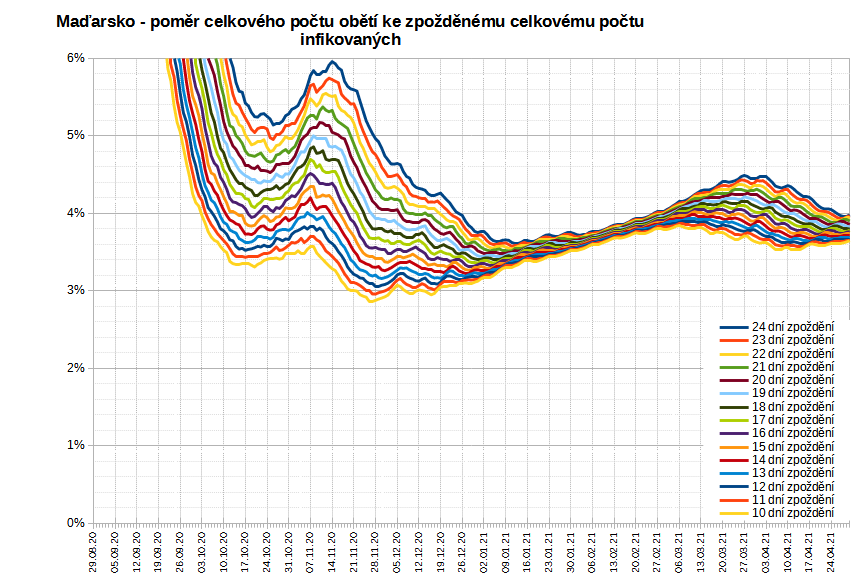 Maďarsko - poměr celkového počtu obětí ke zpožděnému celkovému počtu
infikovaných
6%
5%
4%
3%
2%
1%
0%
24 dní zpoždění
23 dní zpoždění
22 dní zpoždění
21 dní zpoždění
20 dní zpoždění
19 dní zpoždění
18 dní zpoždění
17 dní zpoždění
16 dní zpoždění
15 dní zpoždění
14 dní zpoždění
13 dní zpoždění
12 dní zpoždění
11 dní zpoždění
10 dní zpoždění
29.08.20
05.09.20
12.09.20
19.09.20
26.09.20
03.10.20
10.10.20
17.10.20
24.10.20
31.10.20
07.11.20
14.11.20
21.11.20
28.11.20
05.12.20
12.12.20
19.12.20
26.12.20
02.01.21
09.01.21
16.01.21
23.01.21
30.01.21
06.02.21
13.02.21
20.02.21
27.02.21
06.03.21
13.03.21
20.03.21
27.03.21
03.04.21
10.04.21
17.04.21
24.04.21